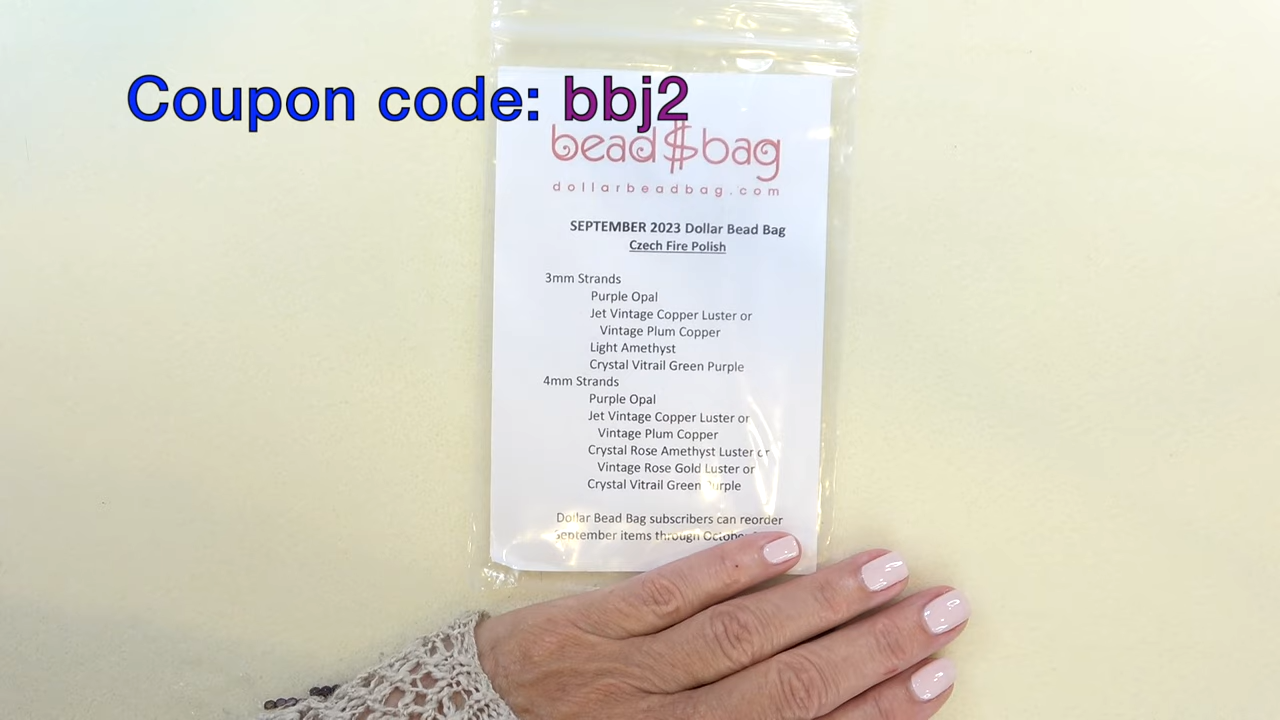 Coupon code: bbj2
bead$bag
dollarbeadbag.com
SEPTEMBER 2023 Dollar Bead Bag
Czech Fire Polish
3mm Strands
Purple Opal
Jet Vintage Copper Luster or
Vintage Plum Copper
Light Amethyst
Crystal Vitrail Green Purple
4mm Strands
Purple Opal
Jet Vintage Copper Luster or
Vintage Plum Copper
Crystal Rose Amethyst Luster or
Vintage Rose Gold Luster or
Crystal Vitrail Green Purple
Dollar Bead Bag subscribers can reorder
September items through October